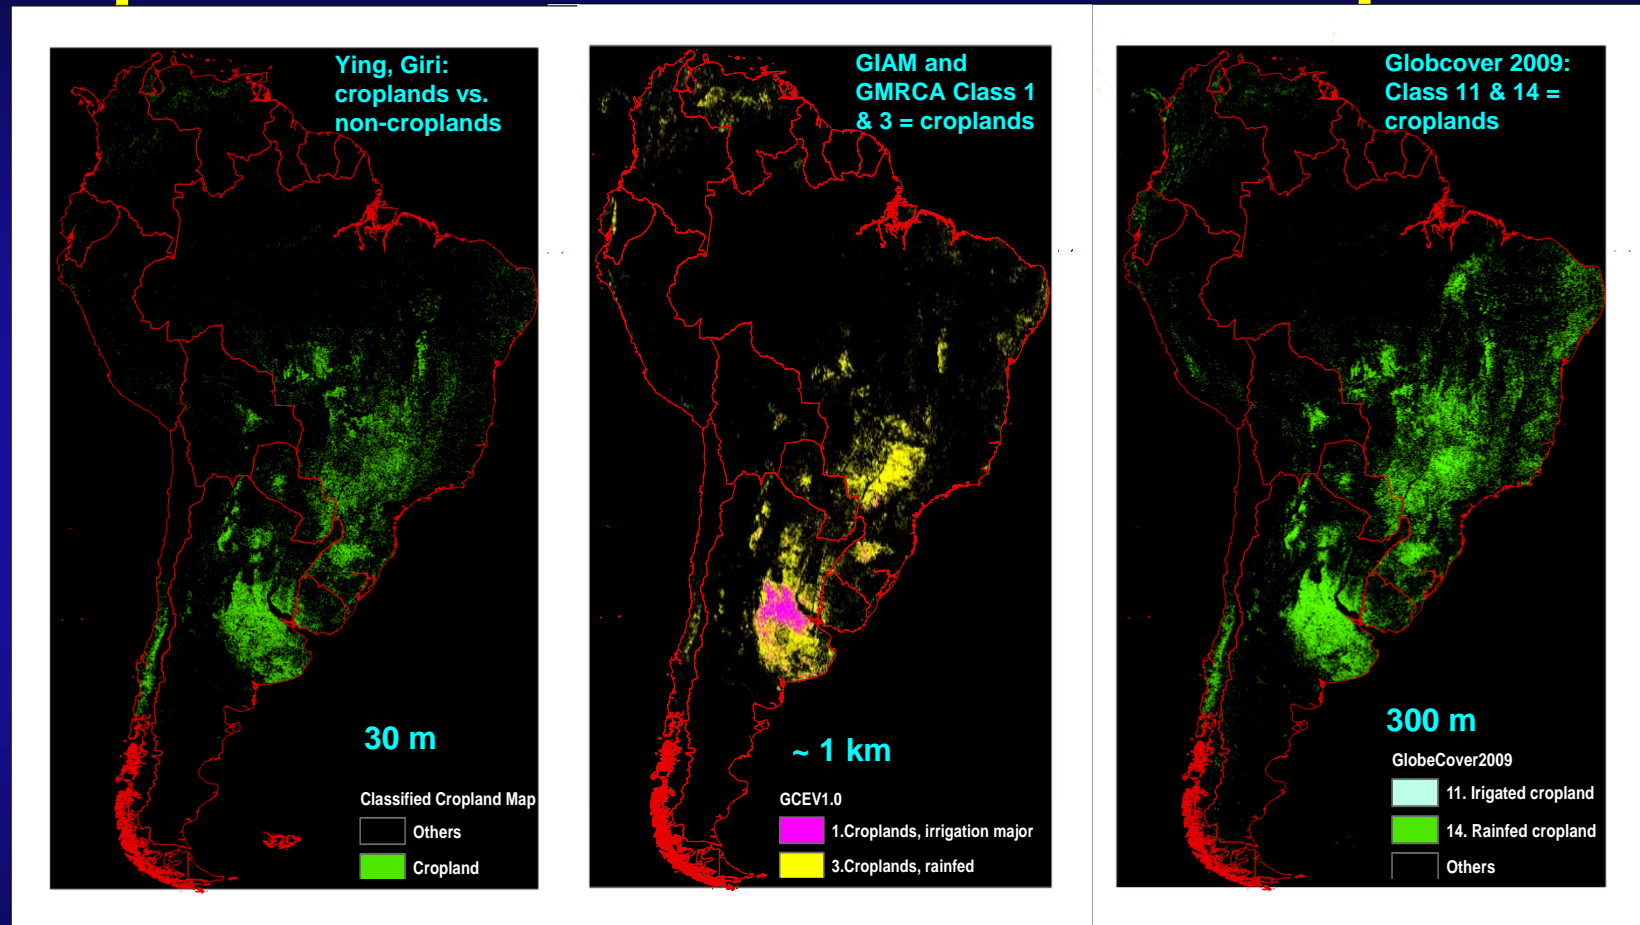 Ying, Giri:
croplands vs.
non-croplands
30 m
Classified Cropland Map
Others
Cropland
GIAM and
GMRCA Class 1
& 3 = croplands
~ 1 km
GCEV1.0
1.Croplands, irrigation major
3.Croplands, rainfed
Globcover 2009:
Class 11 & 14 =
croplands
300 m
GlobeCover2009
11. Irigated cropland
14. Rainfed cropland
Others